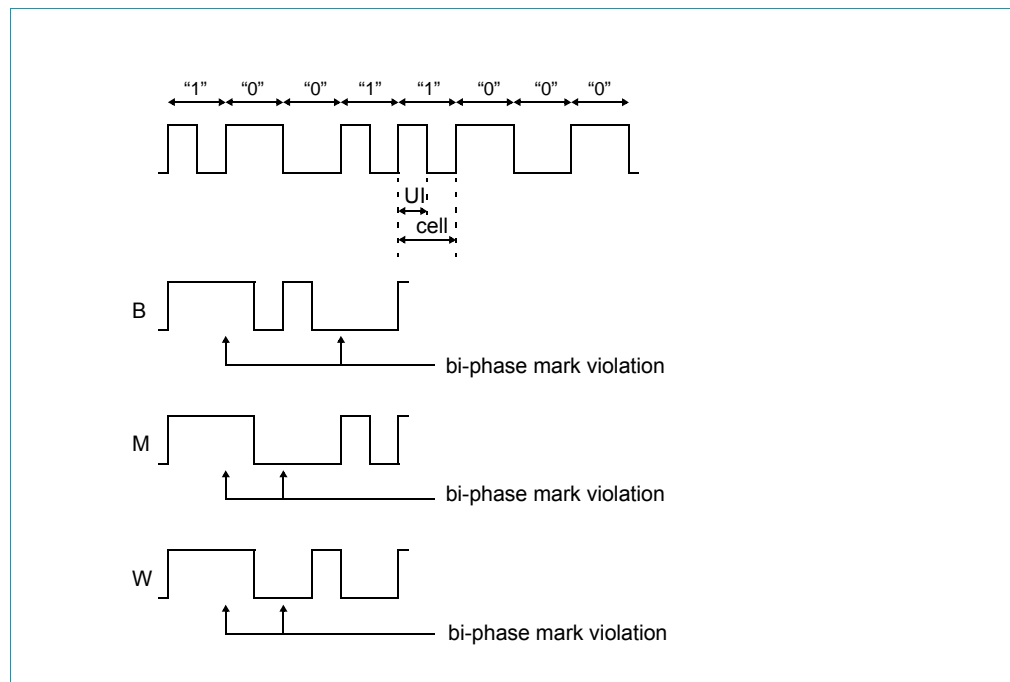 “1” “0” “0” “1” “1” “0” “0” “0”
UI
cell
B
bi-phase mark violation
M
bi-phase mark violation
W
bi-phase mark violation